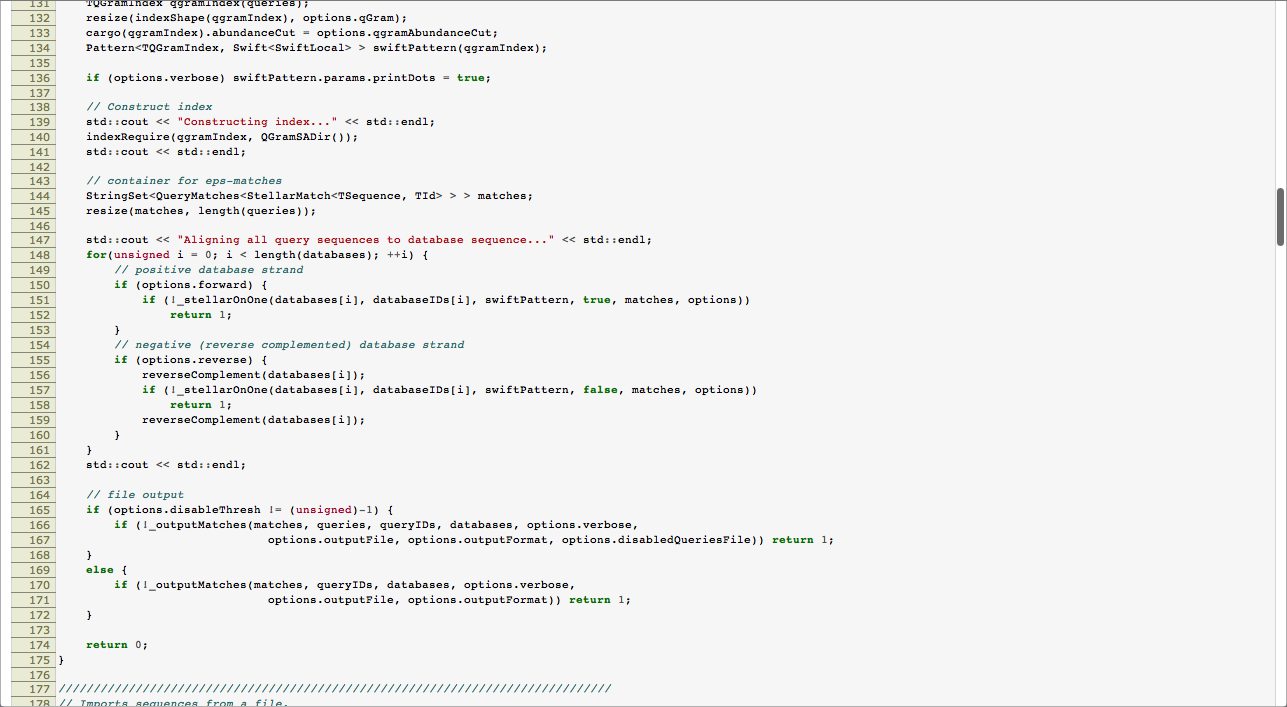 131 TQGramIndex qgramIndex(queries);
132 resize(indexShape(qgramIndex), options.qGram);
133 cargo(qgramIndex).abundanceCut = options.qgramAbundanceCut;
134 Pattern<TQGramIndex, Swift<SwiftLocal> > swiftPattern(qgramIndex);
135
136 if (options.verbose) swiftPattern.params.printDots = true;
137
138 // Construct index
139 std::cout << "Constructing index..." << std::endl;
140 indexRequire(qgramIndex, QGramSADir());
141 std::cout << std::endl;
142
143 // container for eps-matches
144 StringSet<QueryMatches<StellarMatch<TSequence, TId> > > matches;
145 resize(matches, length(queries));
146
147 std::cout << "Aligning all query sequences to database sequence..." << std::endl;
148 for(unsigned i = 0; i < length(databases); ++i) {
149 // positive database strand
150 if (options.forward) {
151 if (!_stellarOnOne(databases[i], databaseIDs[i], swiftPattern, true, matches, options))
152 return 1;
153 }
154 // negative (reverse complemented) database strand
155 if (options.reverse) {
156 reverseComplement(databases[i]);
157 if (!_stellarOnOne(databases[i], databaseIDs[i], swiftPattern, false, matches, options))
158 return 1;
159 reverseComplement(databases[i]);
160 }
161 }
162 std::cout << std::endl;
163
164 // file output
165 if (options.disableThresh != (unsigned)-1) {
166 if (!_outputMatches(matches, queries, queryIDs, databases, options.verbose,
167 options.outputFile, options.outputFormat, options.disabledQueriesFile)) return 1;
168 }
169 else {
170 if (!_outputMatches(matches, queryIDs, databases, options.verbose,
171 options.outputFile, options.outputFormat)) return 1;
172 }
173
174 return 0;
175 }
176
177 ///////////////////////////////////////////////////////////////////////////////
178 // Imports sequences from a file.